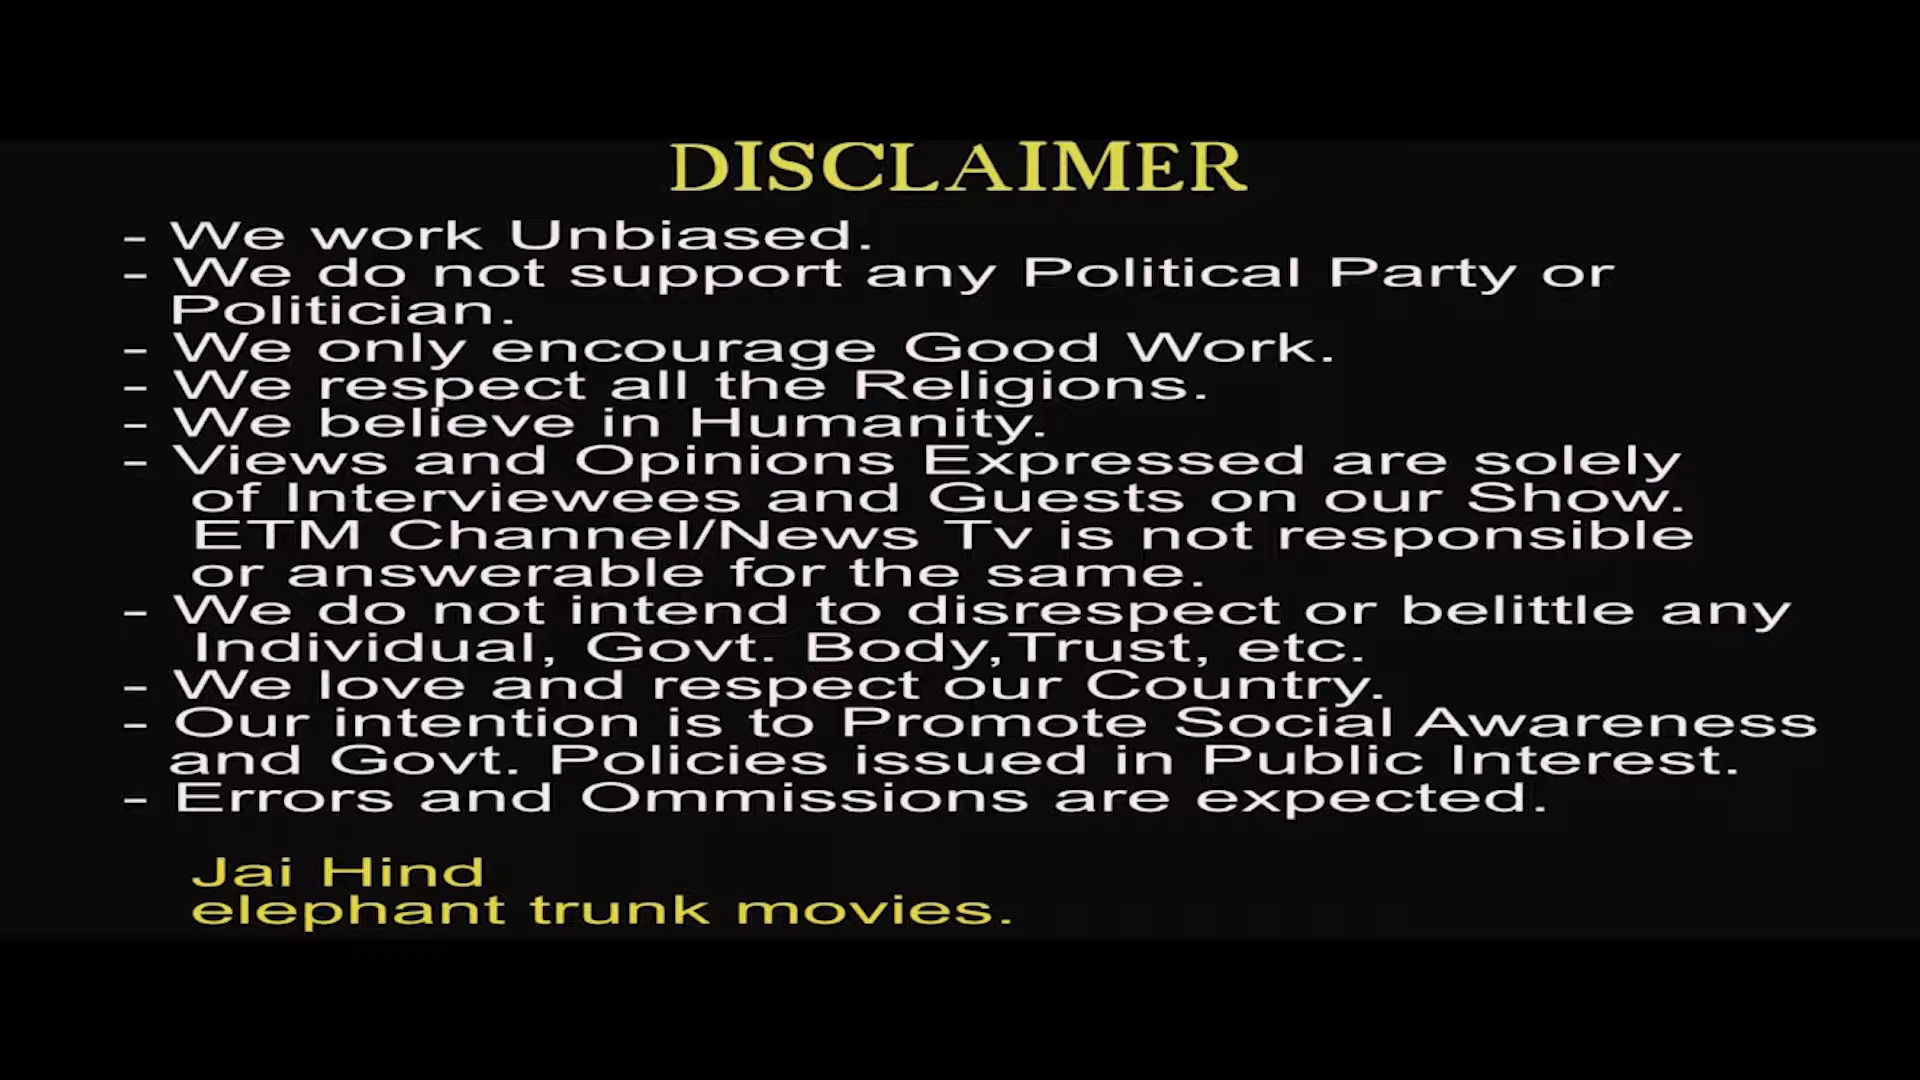 DISCLAIMER
- We work Unbiased.
- We do not support any Political Party or
Politician.
- We only encourage Good Work.
- We respect all the Religions.
- We believe in Humanity.
- Views and Opinions Expressed are solely
of Interviewees and Guests on our Show.
ETM Channel/News Tv is not responsible
or answerable for the same.
- We do not intend to disrespect or belittle any
Individual, Govt. Body,Trust, etc.
- We love and respect our Country.
- Our intention is to Promote Social Awareness
and Govt. Policies issued in Public Interest.
- Errors and Ommissions are expected.
Jai Hind
elephant trunk movies.